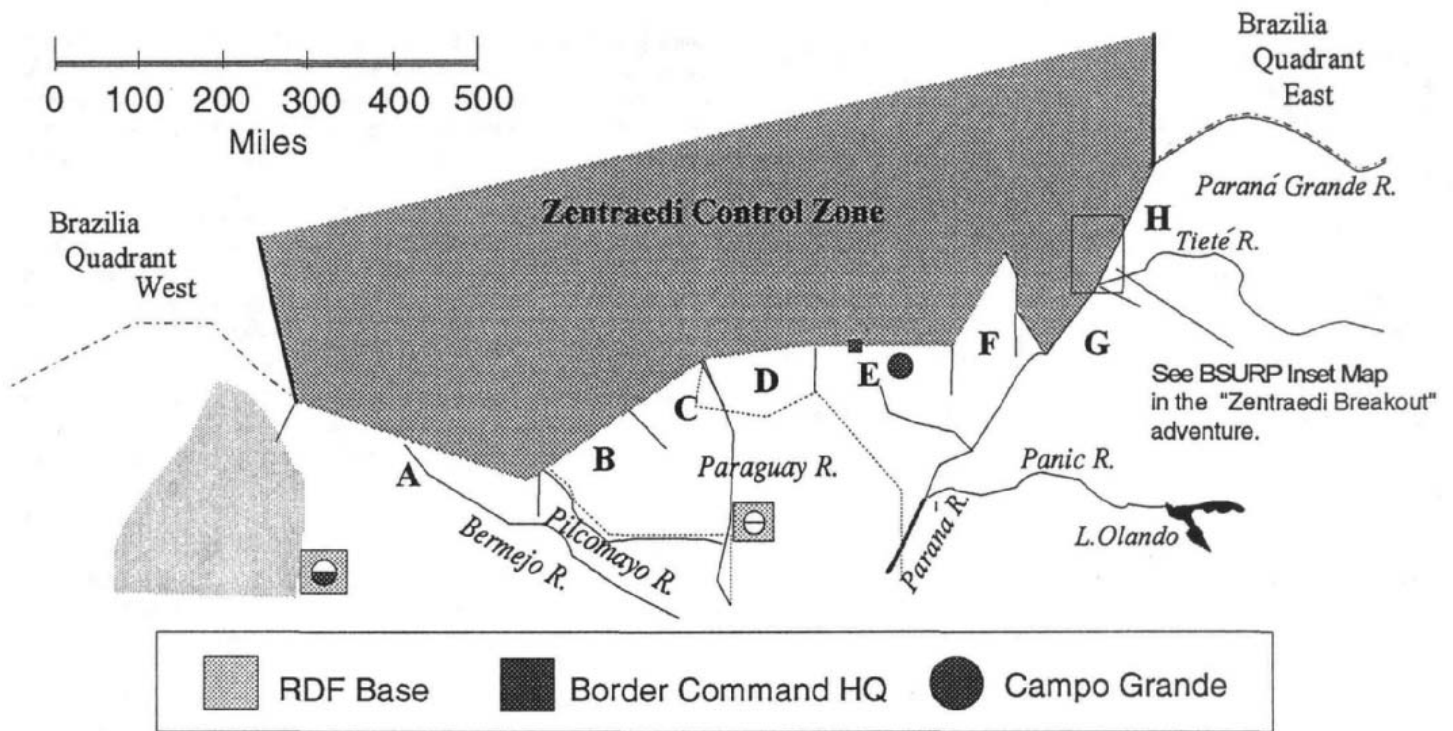 0 100 200 300 400 500
Miles
Brazilia
Quadrant
East
Zentraedi Control Zone
Paraná Grande R.
Brazilia
Quadrant
West
H
Tieté R.
F
G
E
D
C
B
A
See BSURP Inset Map
in the "Zentraedi Breakout"
adventure.
Paraguay R.
Panic R.
Paraná R.
L.Olando
Pilcomayo R.
Bermejo R.
RDF Base
Border Command HQ
Campo Grande